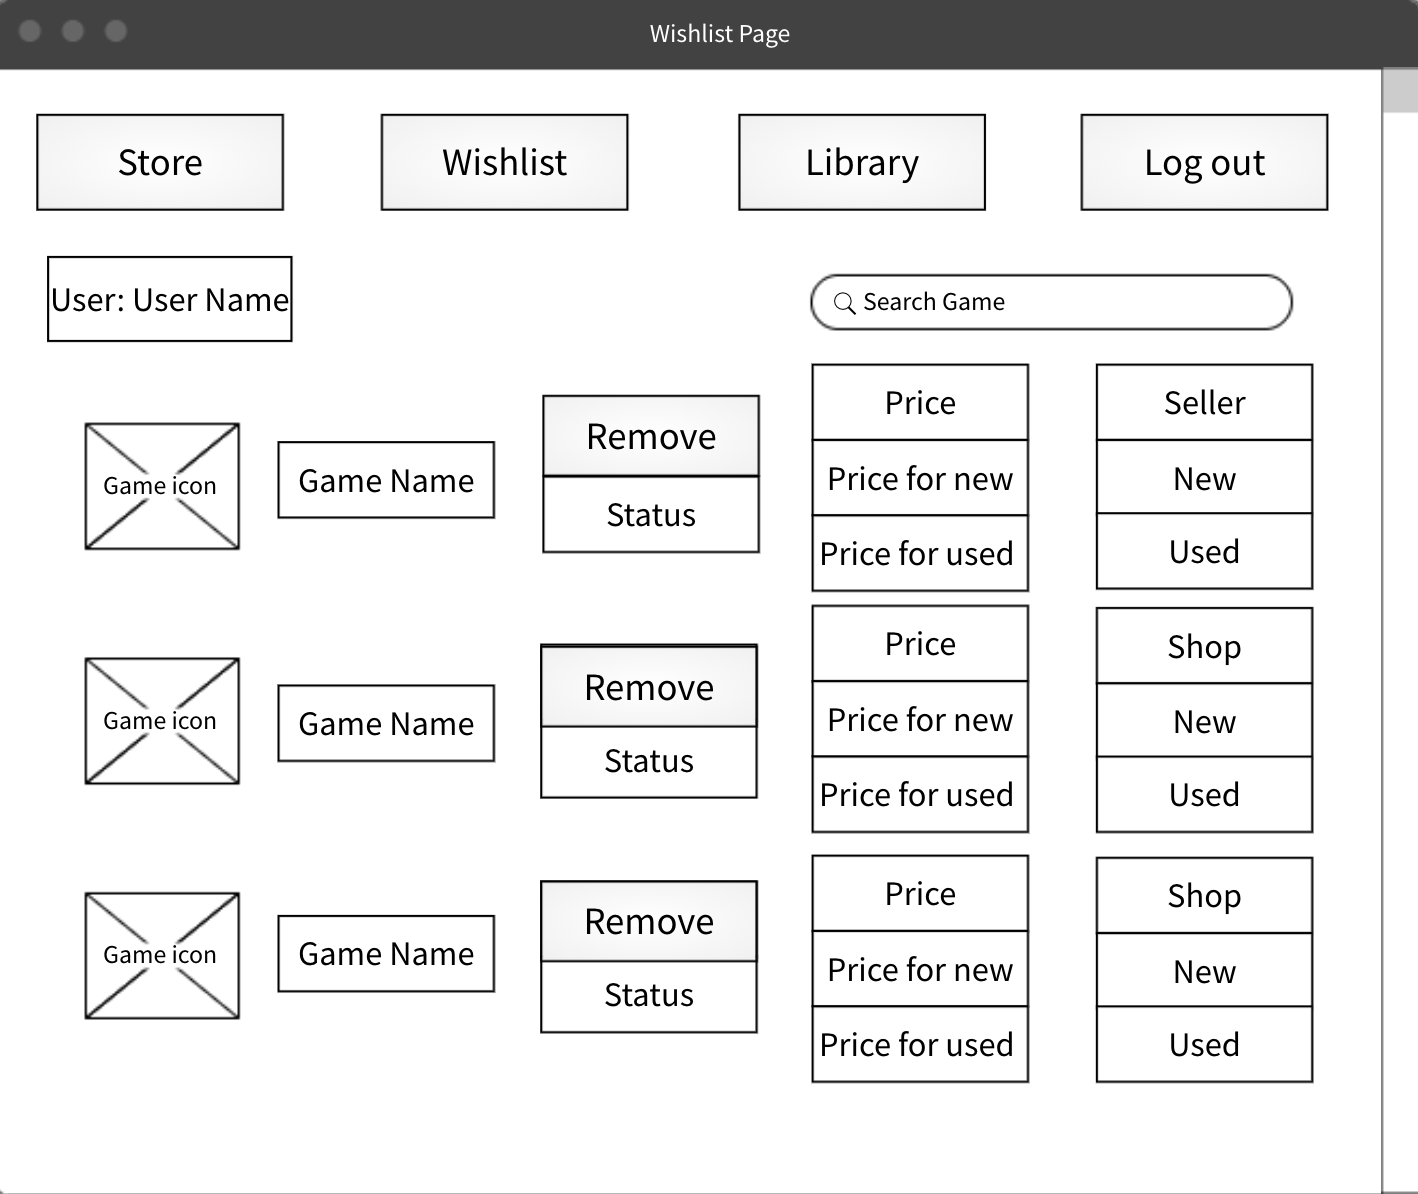 Wishlist Page
Store
Wishlist
Library
Log out
User: User Name
Search Game
Game icon
Game Name
Remove
Status
Price
Price for new
Price for used
Seller
New
Used
Game icon
Game Name
Remove
Status
Price
Price for new
Price for used
Shop
New
Used
Game icon
Game Name
Remove
Status
Price
Price for new
Price for used
Shop
New
Used